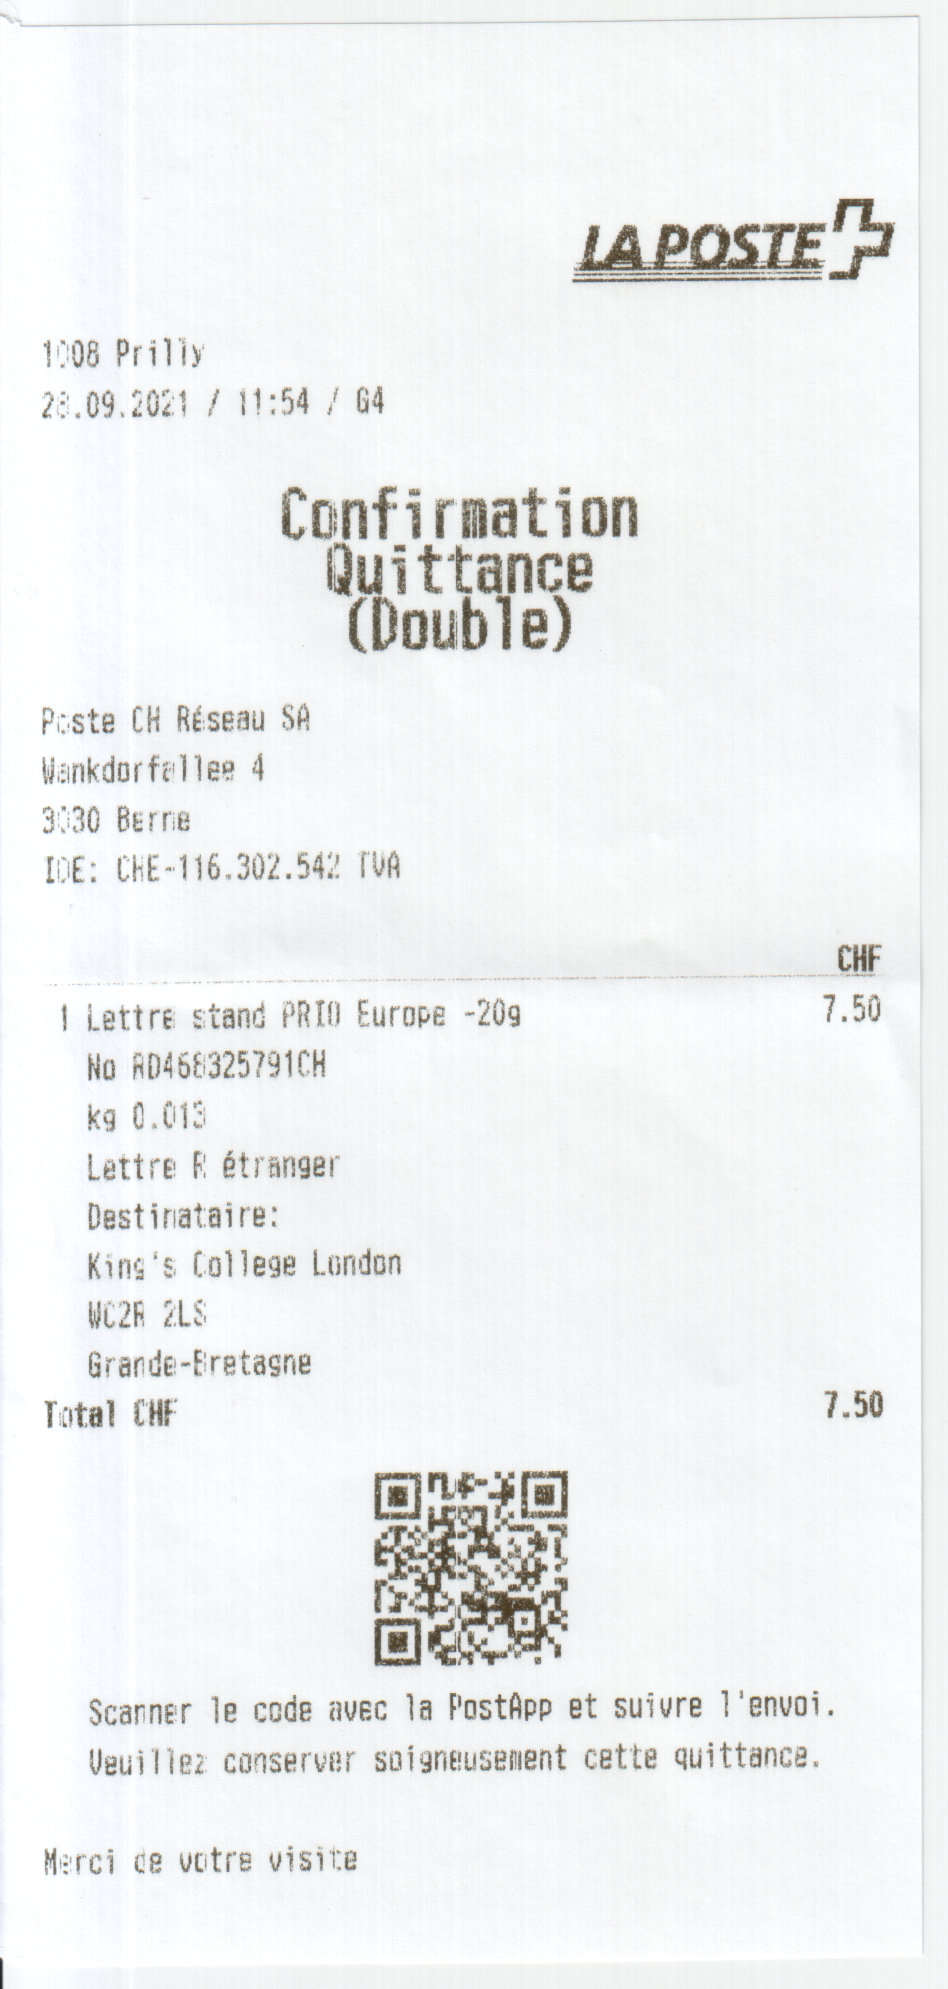 LA POSTE
1008 Prilly
28.09.2021 / 11:54 / G4
Confirmation
Quittance
(Double)
Poste CH Réseau SA
Wankdorfallee 4
3030 Berne
IDE: CHE-116.302.542 TVA
CHF
1 Lettre stand PRIO Europe -20g 7.50
No RD468325791CH
kg 0.013
Lettre R étranger
Destinataire:
King's College London
WC2R 2LS
Grande-Bretagne
Total CHF 7.50
Scanner le code avec la PostApp et suivre l'envoi.
Veuillez conserver soigneusement cette quittance.
Merci de votre visite